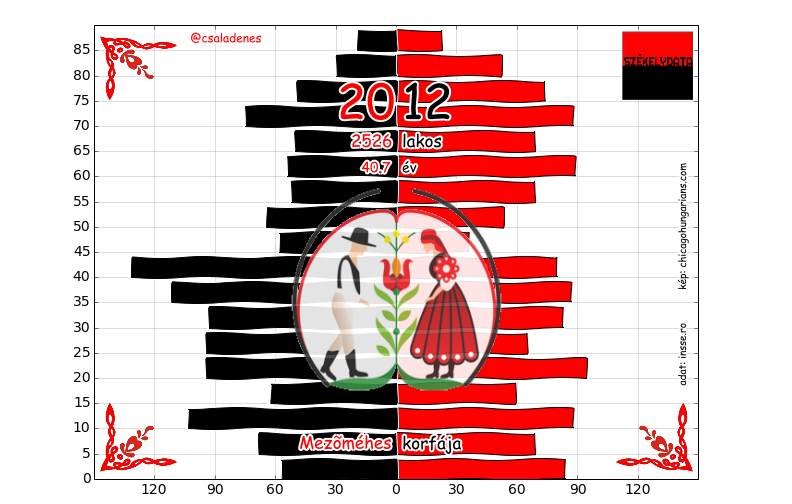 @csaladenes
SZÉKELYDATA
2012
2526 lakos
40.7 év
kép: chicagohungarians.com
adat: insse.ro
Mezőméhes korfája
85
80
75
70
65
60
55
50
45
40
35
30
25
20
15
10
5
0
120 90 60 30 0 30 60 90 120